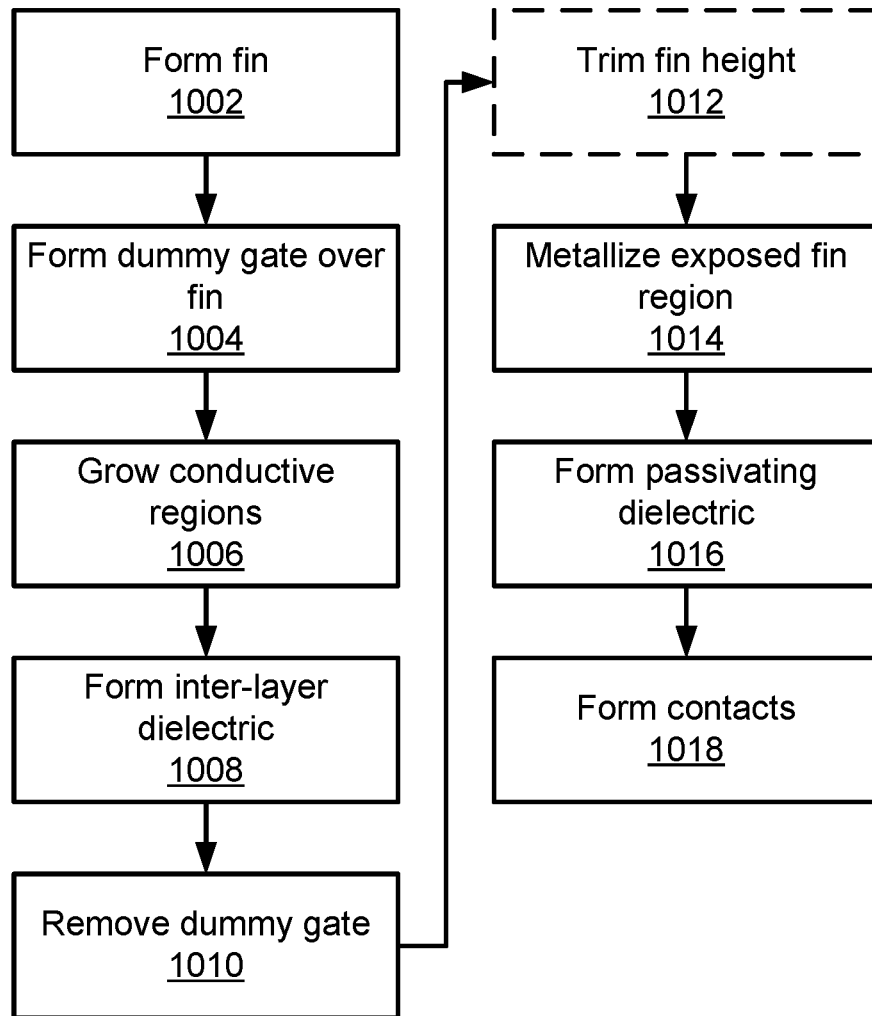 Form fin
1002
Form dummy gate over
fin
1004
Grow conductive
regions
1006
Form inter-layer
dielectric
1008
Remove dummy gate
1010
Trim fin height
1012
Metallize exposed fin
region
1014
Form passivating
dielectric
1016
Form contacts
1018